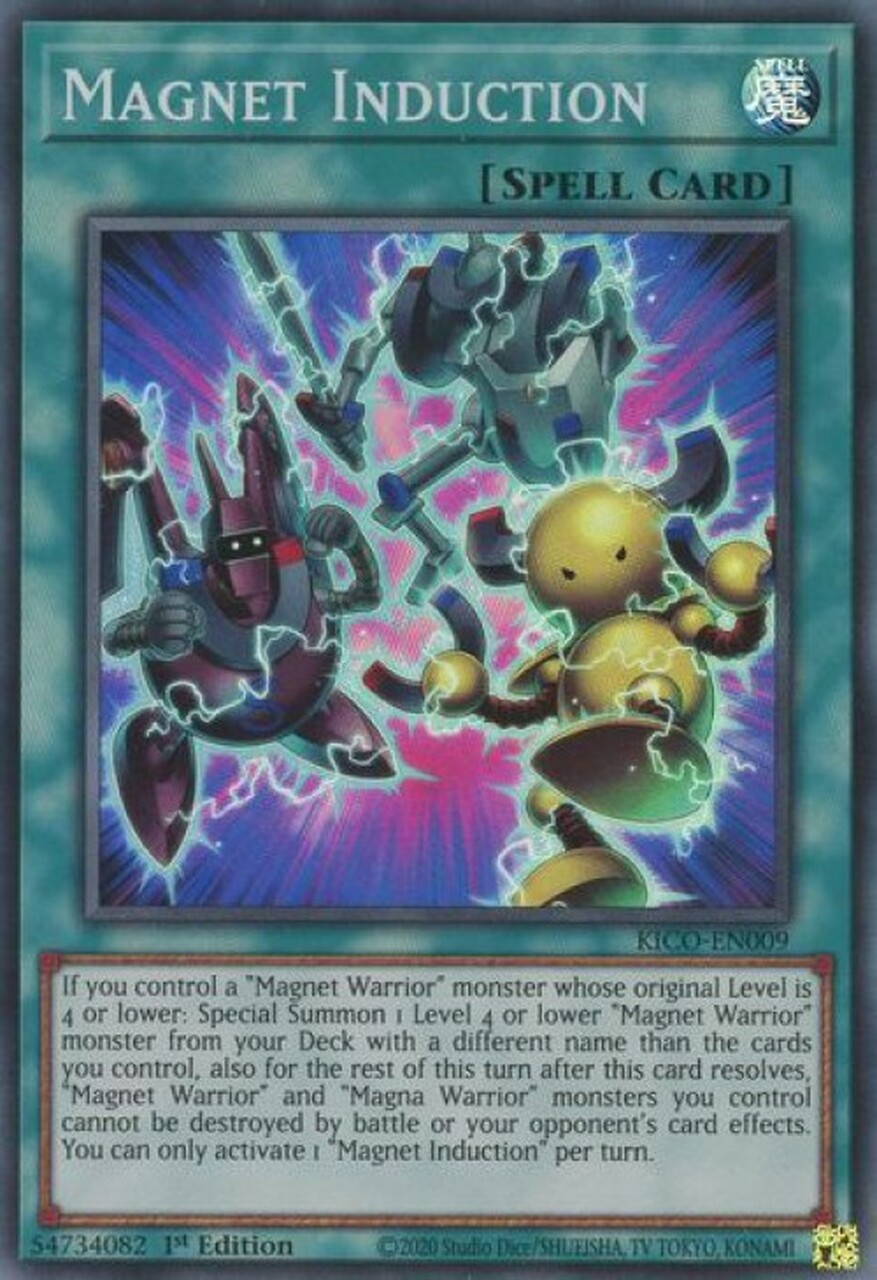 MAGNET INDUCTION
SPELL
魔
[SPELL CARD]
KICO-EN009
If you control a "Magnet Warrior" monster whose original Level is
4 or lower: Special Summon 1 Level 4 or lower "Magnet Warrior"
monster from your Deck with a different name than the cards
you control, also for the rest of this turn after this card resolves,
"Magnet Warrior" and "Magna Warrior" monsters you control
cannot be destroyed by battle or your opponent's card effects.
You can only activate 1 "Magnet Induction" per turn.
54734082 1st Edition ©2020 Studio Dice/SHUEISHA, TV TOKYO, KONAMI